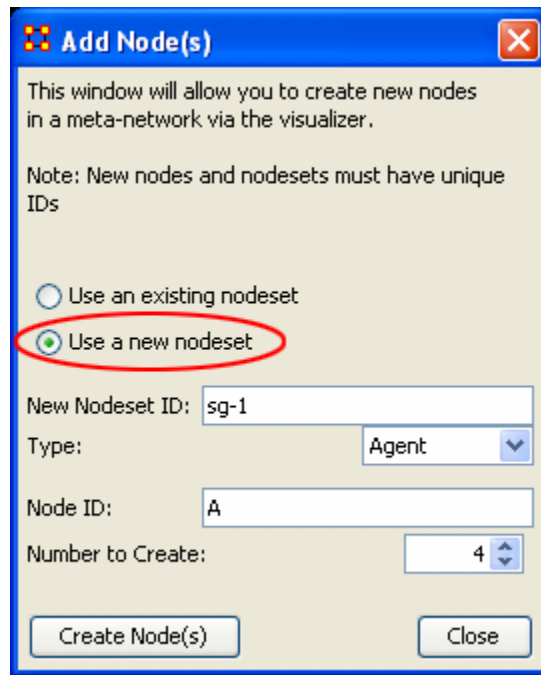 Add Node(s)
This window will allow you to create new nodes
in a meta-network via the visualizer.
Note: New nodes and nodesets must have unique
IDs
Use an existing nodeset
Use a new nodeset
New Nodeset ID: sg-1
Type: Agent
Node ID: A
Number to Create: 4
Create Node(s) Close